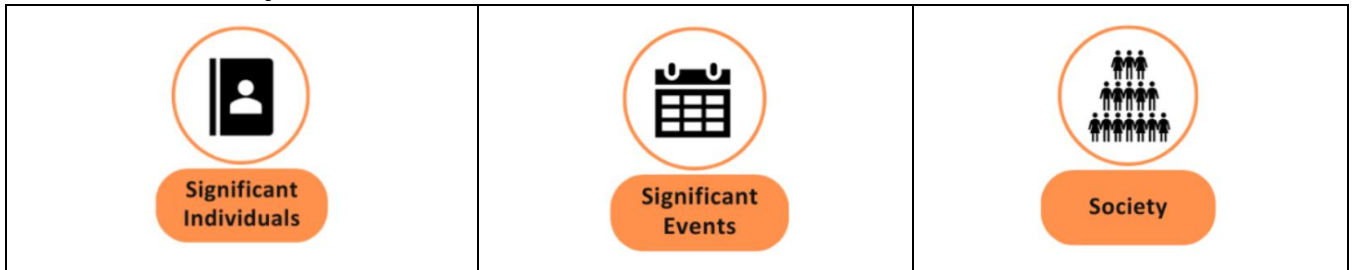 Significant
Individuals
Significant
Events
Society